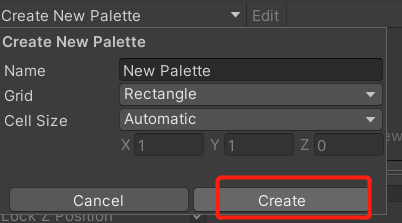 Create New Palette Edit
Create New Palette
Name New Palette
Grid Rectangle
Cell Size Automatic
X 1 Y 1 Z 0
Cancel Create
Lock Z Position